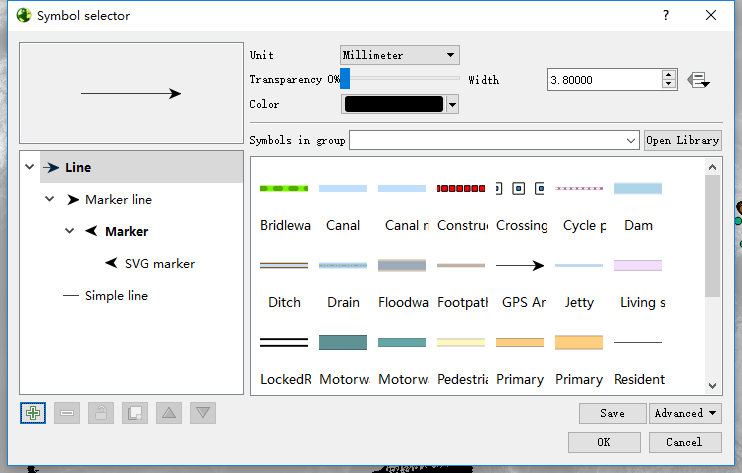 Symbol selector
Unit
Millimeter
Transparency 0%
Width
3.80000
Color
Symbols in group
Open Library
Line
Marker line
Marker
SVG marker
Simple line
Bridlewa
Canal
Canal r
Constru
Crossing
Cycle p
Dam
Ditch
Drain
Floodwa
Footpath
GPS Ar
Jetty
Living s
LockedR
Motorw
Motorw
Pedestria
Primary
Primary
Resident
Save
Advanced
OK
Cancel